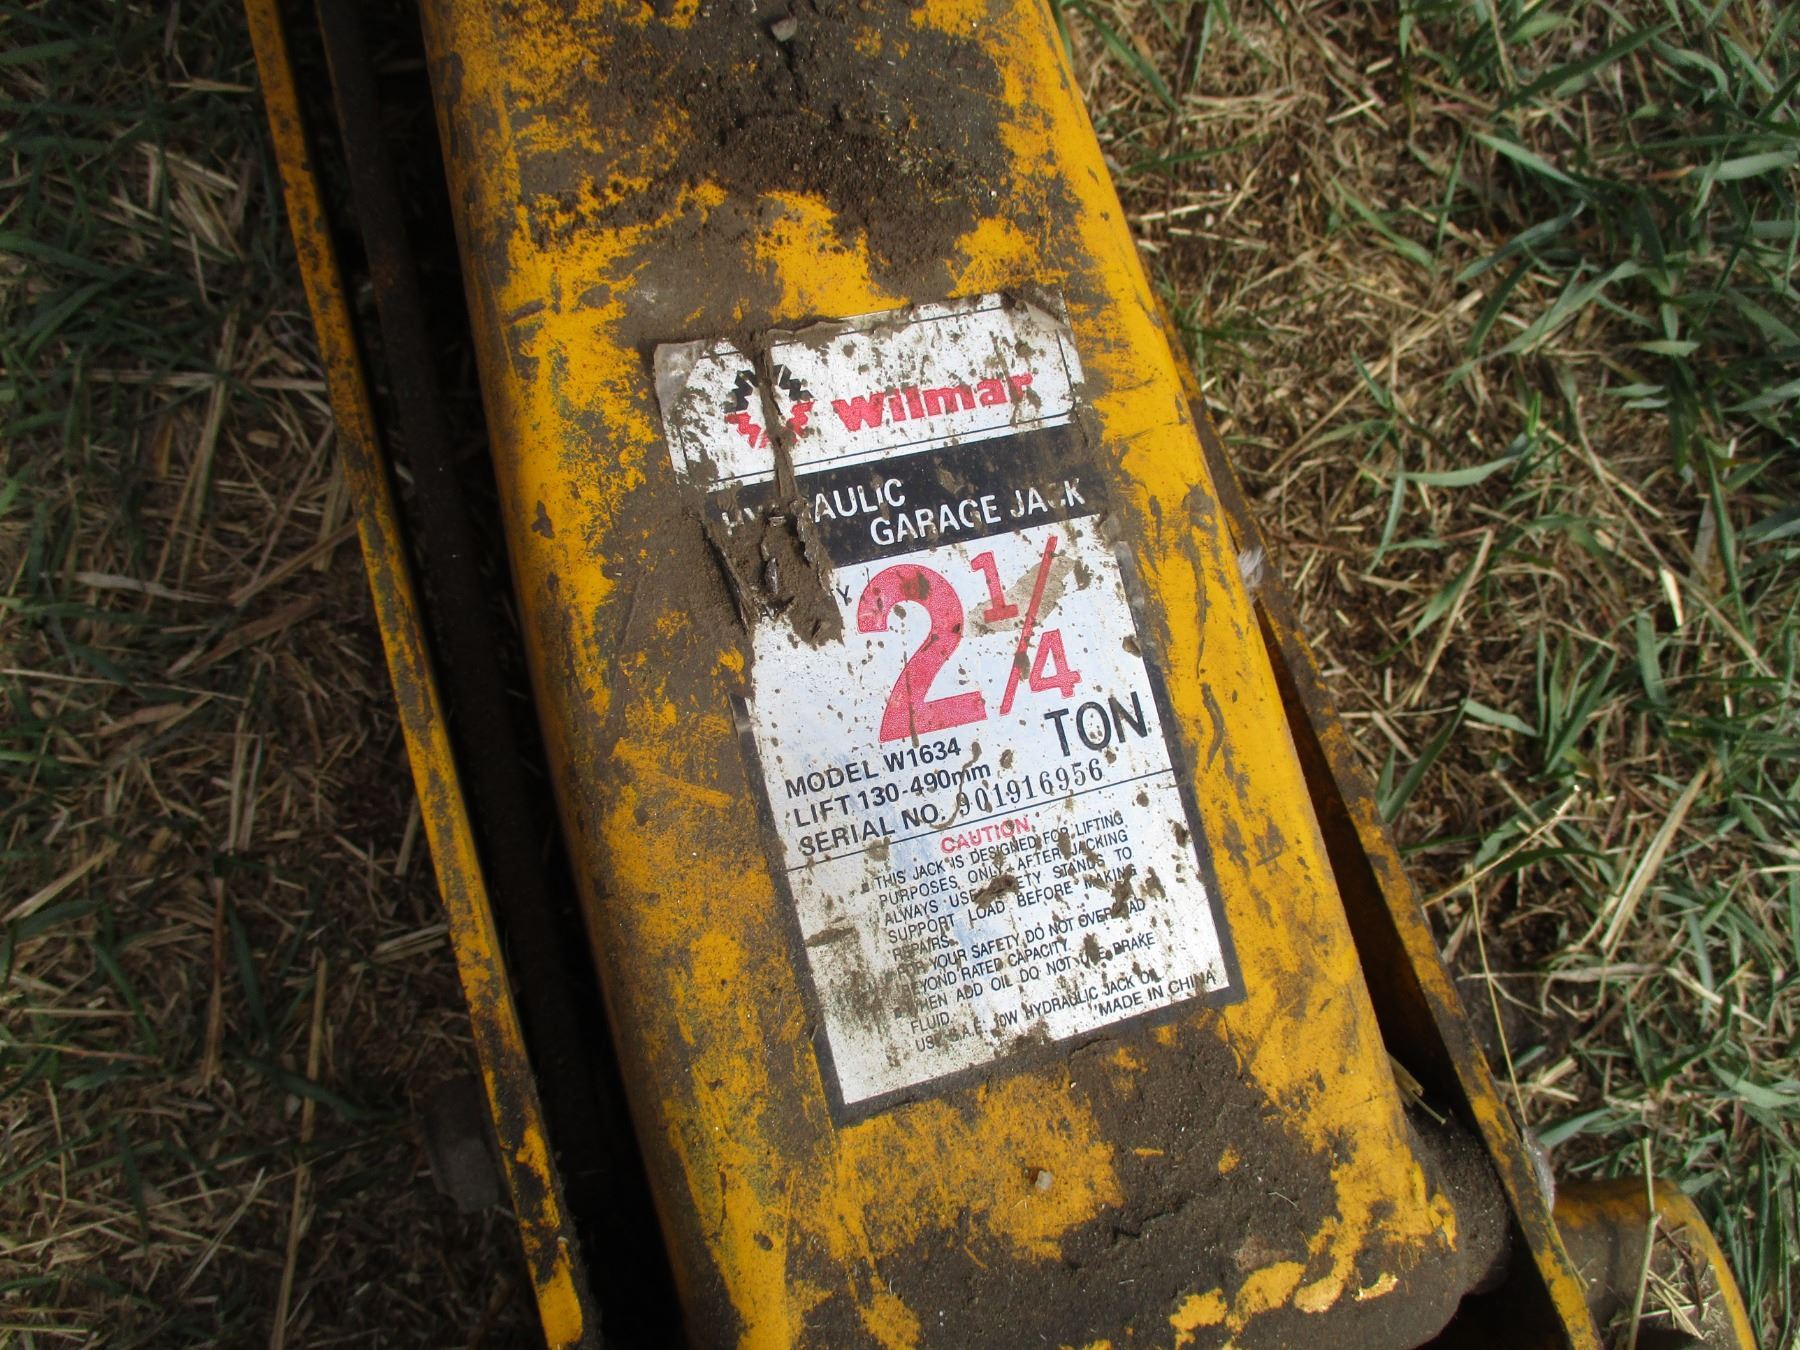 wilmar
HYDRAULIC
GARAGE JACK
2 1/4
TON
MODEL W1634
LIFT 130-490mm
SERIAL NO. 901916956
CAUTION
THIS JACK IS DESIGNED FOR LIFTING
PURPOSES ONLY. AFTER JACKING
ALWAYS USE SAFETY STANDS TO
SUPPORT LOAD BEFORE MAKING
REPAIRS.
FOR YOUR SAFETY, DO NOT OVERLOAD
BEYOND RATED CAPACITY.
WHEN ADD OIL DO NOT USE BRAKE
FLUID.
USE S.A.E. 10W HYDRAULIC JACK OIL
MADE IN CHINA